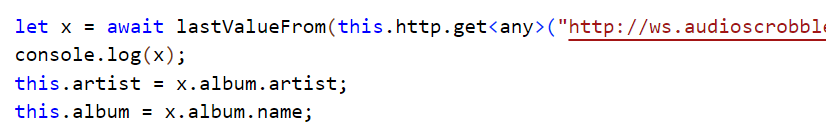 let x = await lastValueFrom(this.http.get<any>("http://ws.audioscrobble
console.log(x);
this.artist = x.album.artist;
this.album = x.album.name;